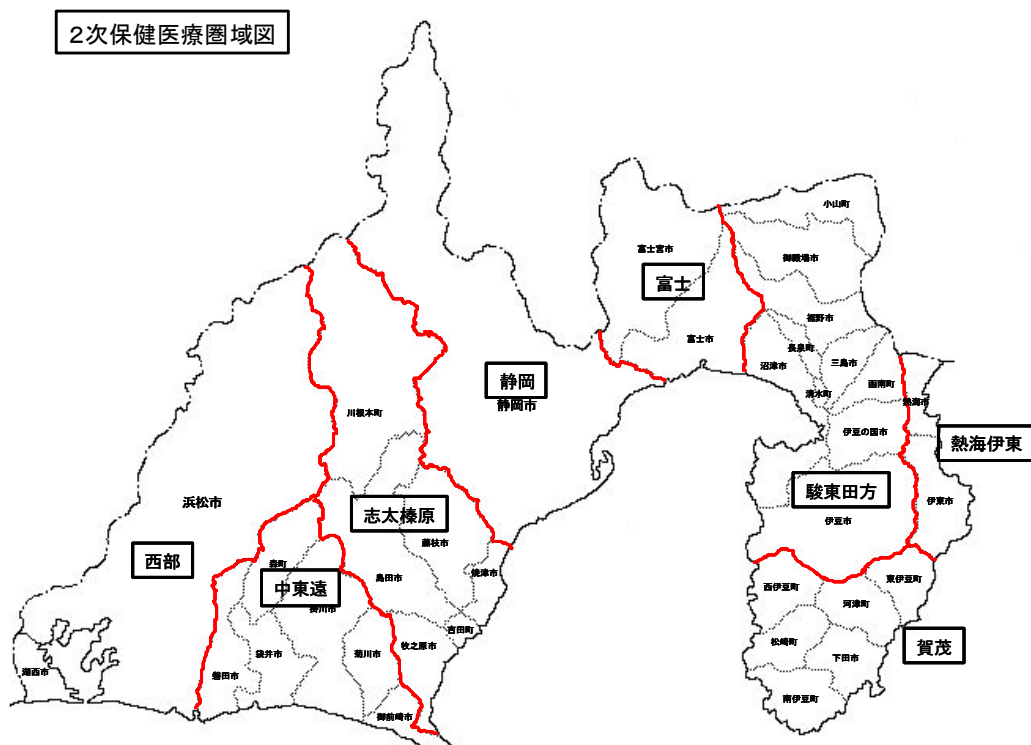 2次保健医療圏域図
小山町
富士宮市
御殿場市
富士
裾野市
富士市
長泉町
沼津市
三島市
函南町
清水町
熱海市
静岡
静岡市
川根本町
伊豆の国市
熱海伊東
駿東田方
伊豆市
伊東市
浜松市
志太榛原
藤枝市
西部
森町
中東遠
掛川市
島田市
焼津市
西伊豆町
東伊豆町
河津町
吉田町
賀茂
松崎町
下田市
袋井市
菊川市
牧之原市
湖西市
磐田市
御前崎市
南伊豆町